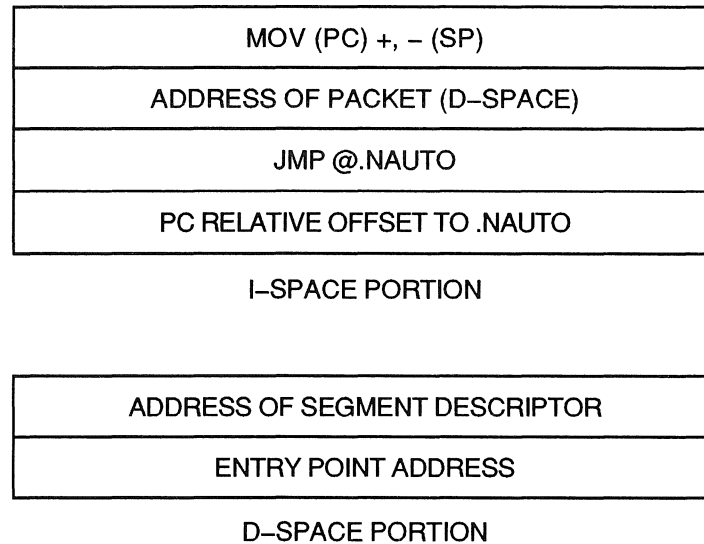 MOV (PC) +, – (SP)
ADDRESS OF PACKET (D–SPACE)
JMP @.NAUTO
PC RELATIVE OFFSET TO .NAUTO
I–SPACE PORTION
ADDRESS OF SEGMENT DESCRIPTOR
ENTRY POINT ADDRESS
D–SPACE PORTION